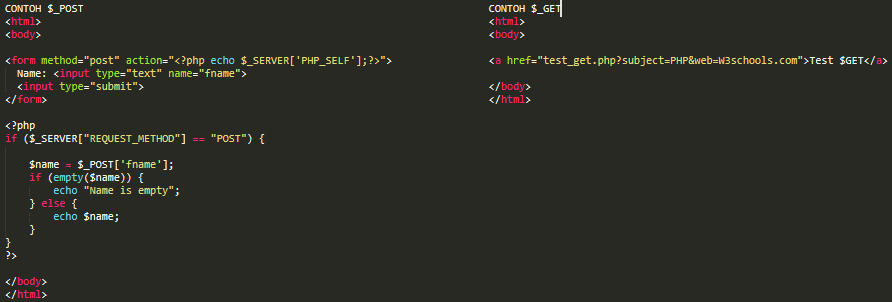 CONTOH $_POST
<html>
<body>
<form method="post" action="<?php echo $_SERVER['PHP_SELF'];?>">
Name: <input type="text" name="fname">
<input type="submit">
</form>
<?php
if ($_SERVER["REQUEST_METHOD"] == "POST") {
$name = $_POST['fname'];
if (empty($name)) {
echo "Name is empty";
} else {
echo $name;
}
}
?>
</body>
</html>
CONTOH $_GET
<html>
<body>
<a href="test_get.php?subject=PHP&web=W3schools.com">Test $GET</a>
</body>
</html>